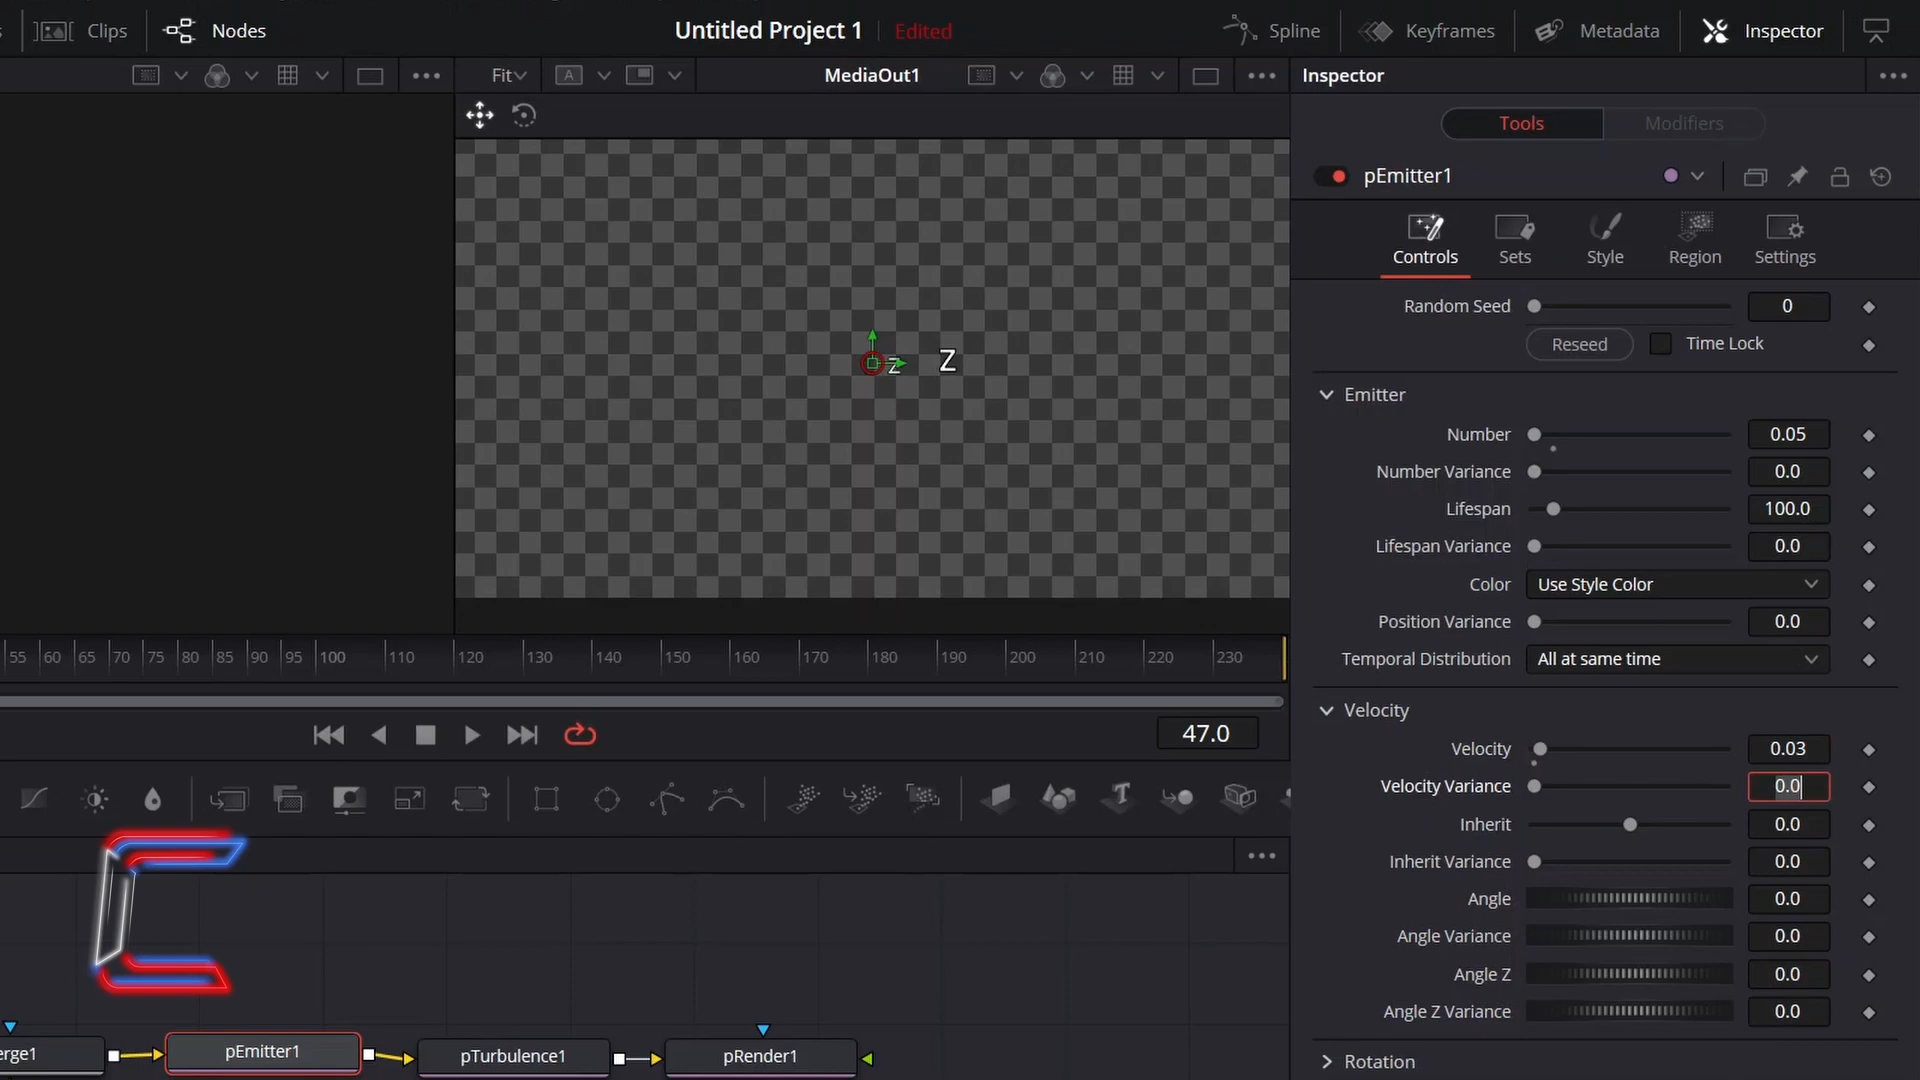 Clips
Nodes
Untitled Project 1
Edited
Spline
Keyframes
Metadata
Inspector
Fit
A
MediaOut1
Inspector
Tools
Modifiers
pEmitter1
Controls
Sets
Style
Region
Settings
Random Seed
0
Reseed
Time Lock
Emitter
Number
0.05
Number Variance
0.0
Lifespan
100.0
Lifespan Variance
0.0
Color
Use Style Color
Position Variance
0.0
Temporal Distribution
All at same time
Velocity
Velocity
0.03
Velocity Variance
0.0
Inherit
0.0
Inherit Variance
0.0
Angle
0.0
Angle Variance
0.0
Angle Z
0.0
Angle Z Variance
0.0
Rotation
z Z
55 60 65 70 75 80 85 90 95 100 110 120 130 140 150 160 170 180 190 200 210 220 230
47.0
T
C
erge1
pEmitter1
pTurbulence1
pRender1